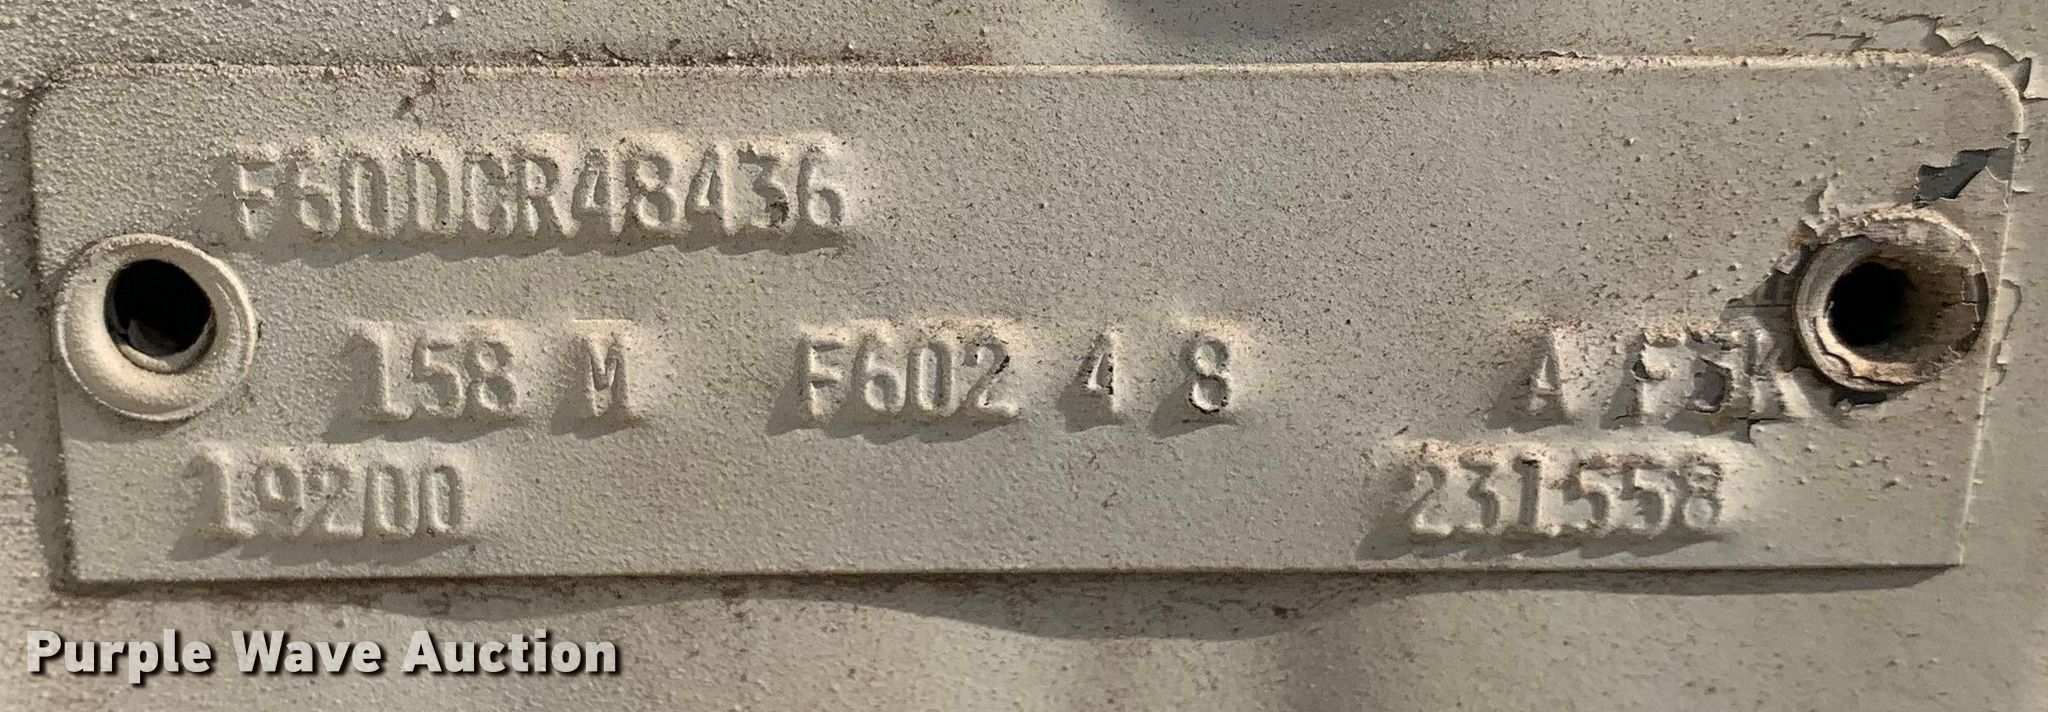 F60DCR48436
158 M F602 4 8 A F5K
19200 231558
Purple Wave Auction